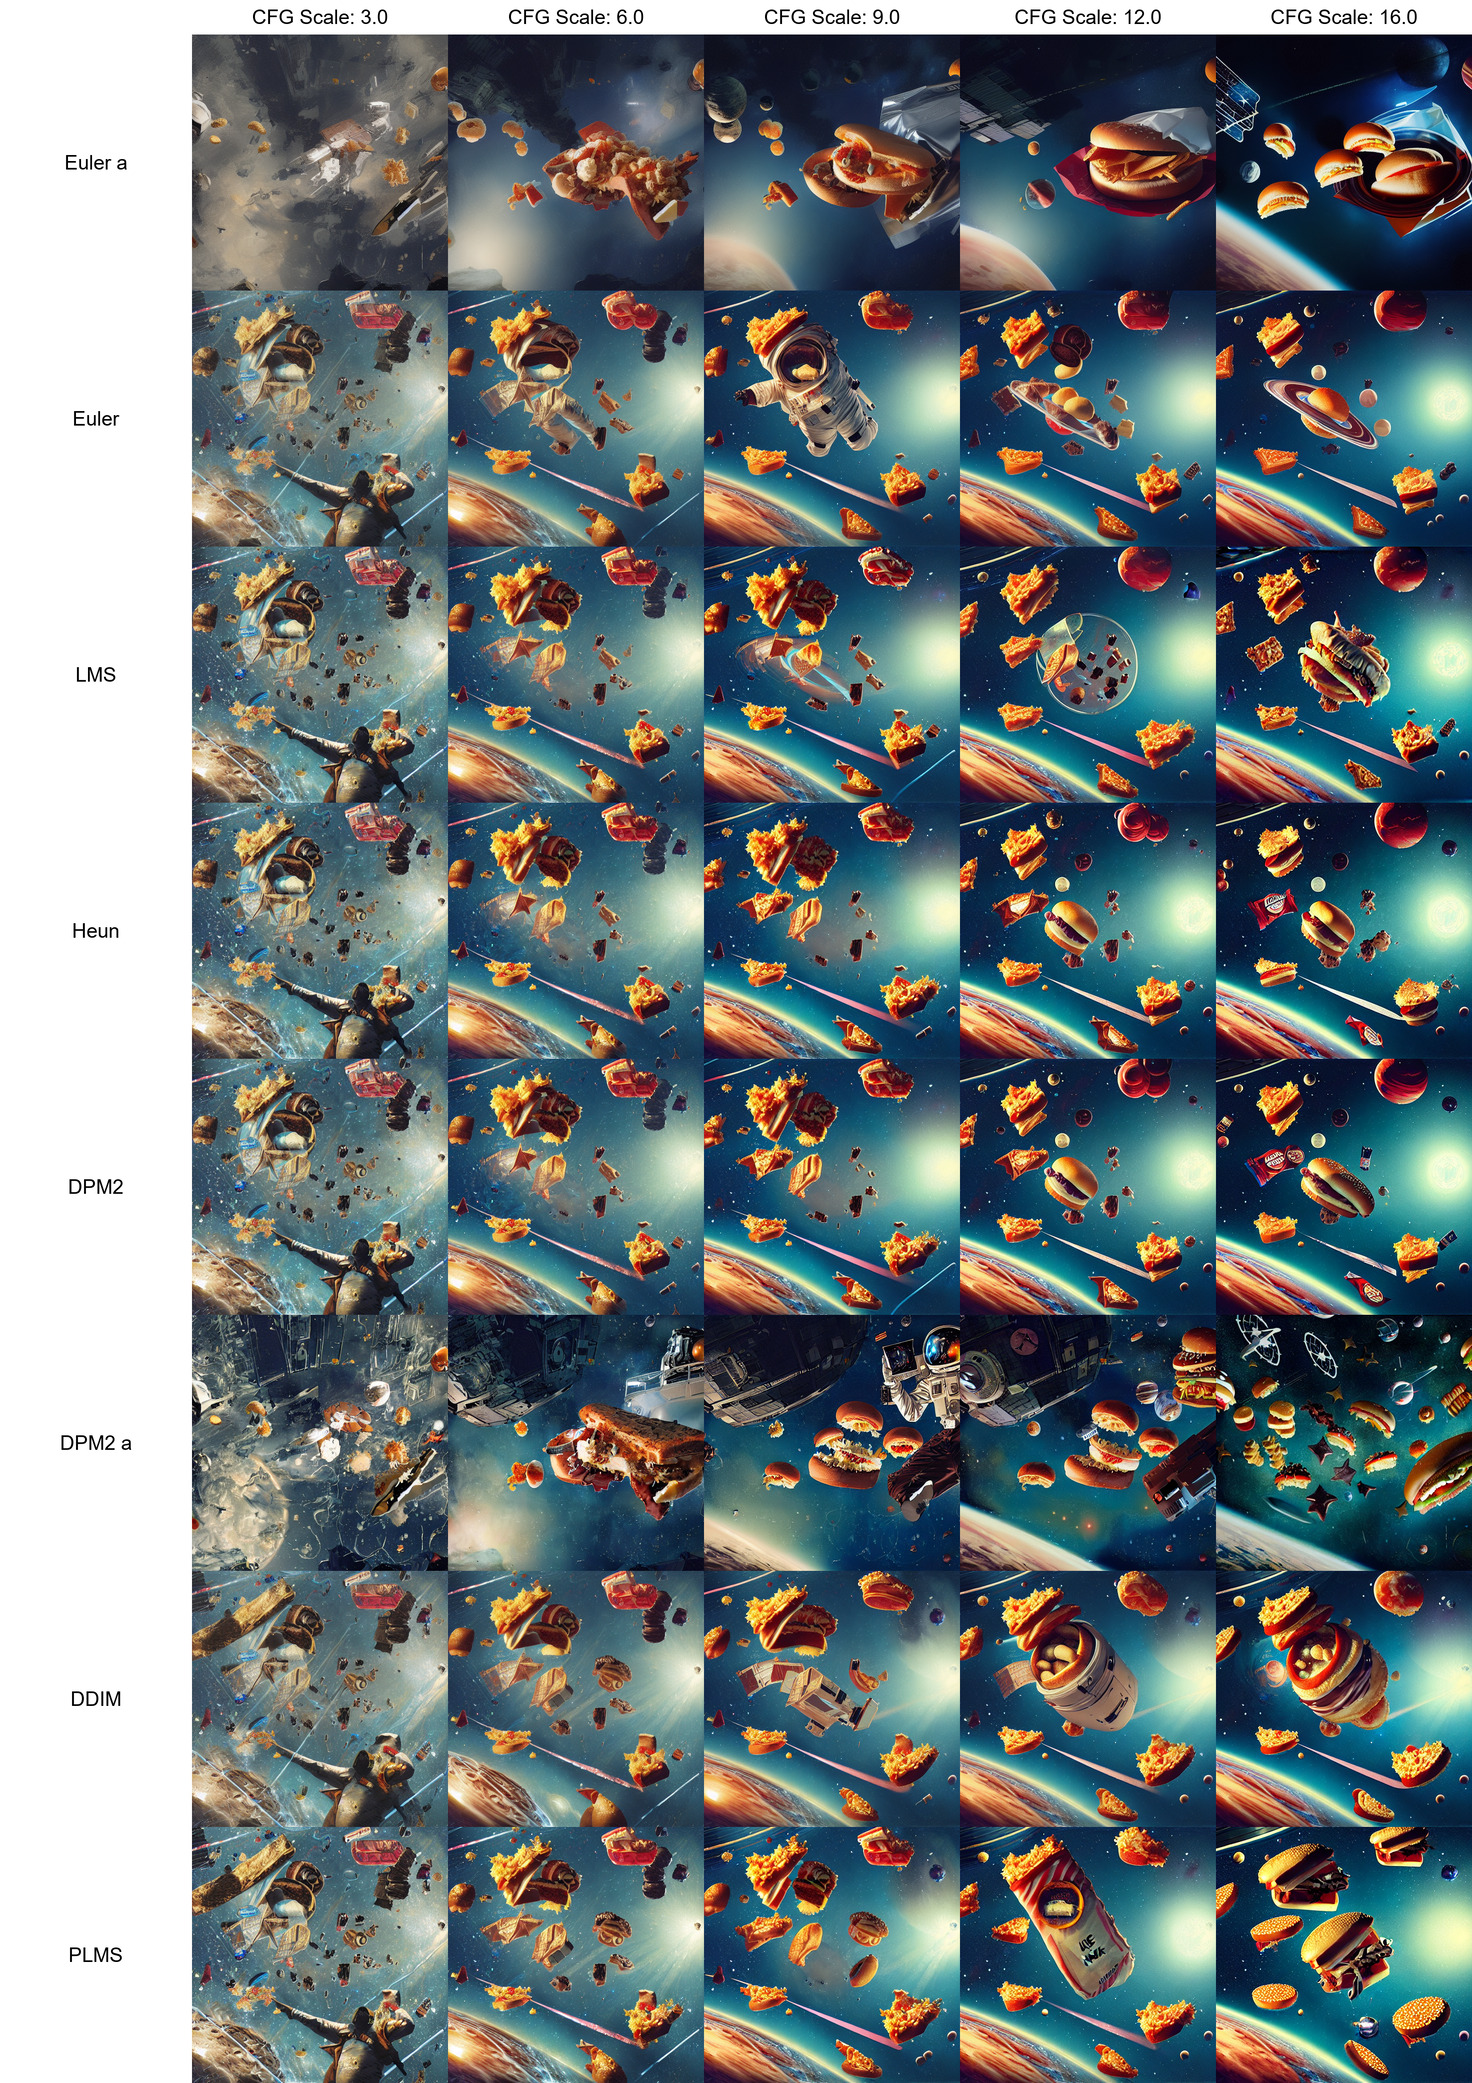 CFG Scale: 3.0
CFG Scale: 6.0
CFG Scale: 9.0
CFG Scale: 12.0
CFG Scale: 16.0
Euler a
Euler
LMS
Heun
DPM2
DPM2 a
DDIM
PLMS